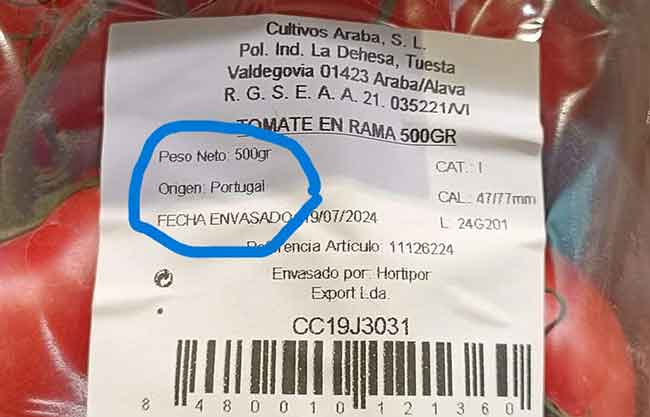 Cultivos Araba, S. L.
Pol. Ind. La Dehesa, Tuesta
Valdegovia 01423 Araba/Alava
R. G. S. E. A. A. 21. 035221/VI
TOMATE EN RAMA 500GR
Peso Neto: 500gr
CAT.: I
Origen: Portugal
CAL.: 47/77mm
FECHA ENVASADO: 19/07/2024
L: 24G201
Referencia Artículo: 11126224
Envasado por: Hortipor
Export Lda.
CC19J3031
8 480010 121360